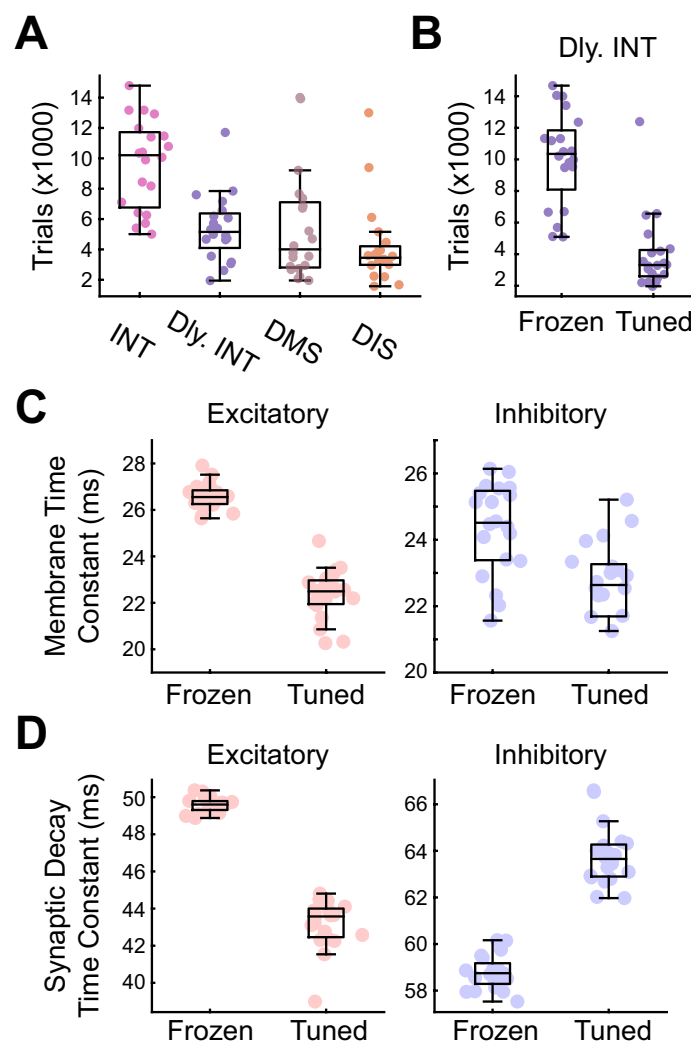 A
Trials (x1000)
14
12
10
8
6
4
2
INT
Dly. INT
DMS
DIS
B
Dly. INT
Trials (x1000)
14
12
10
8
6
4
2
Frozen
Tuned
C
Membrane Time
Constant (ms)
Excitatory
28
26
24
22
20
Frozen
Tuned
Inhibitory
26
24
22
20
Frozen
Tuned
D
Synaptic Decay
Time Constant (ms)
Excitatory
50
48
46
44
42
40
Frozen
Tuned
Inhibitory
66
64
62
60
58
Frozen
Tuned